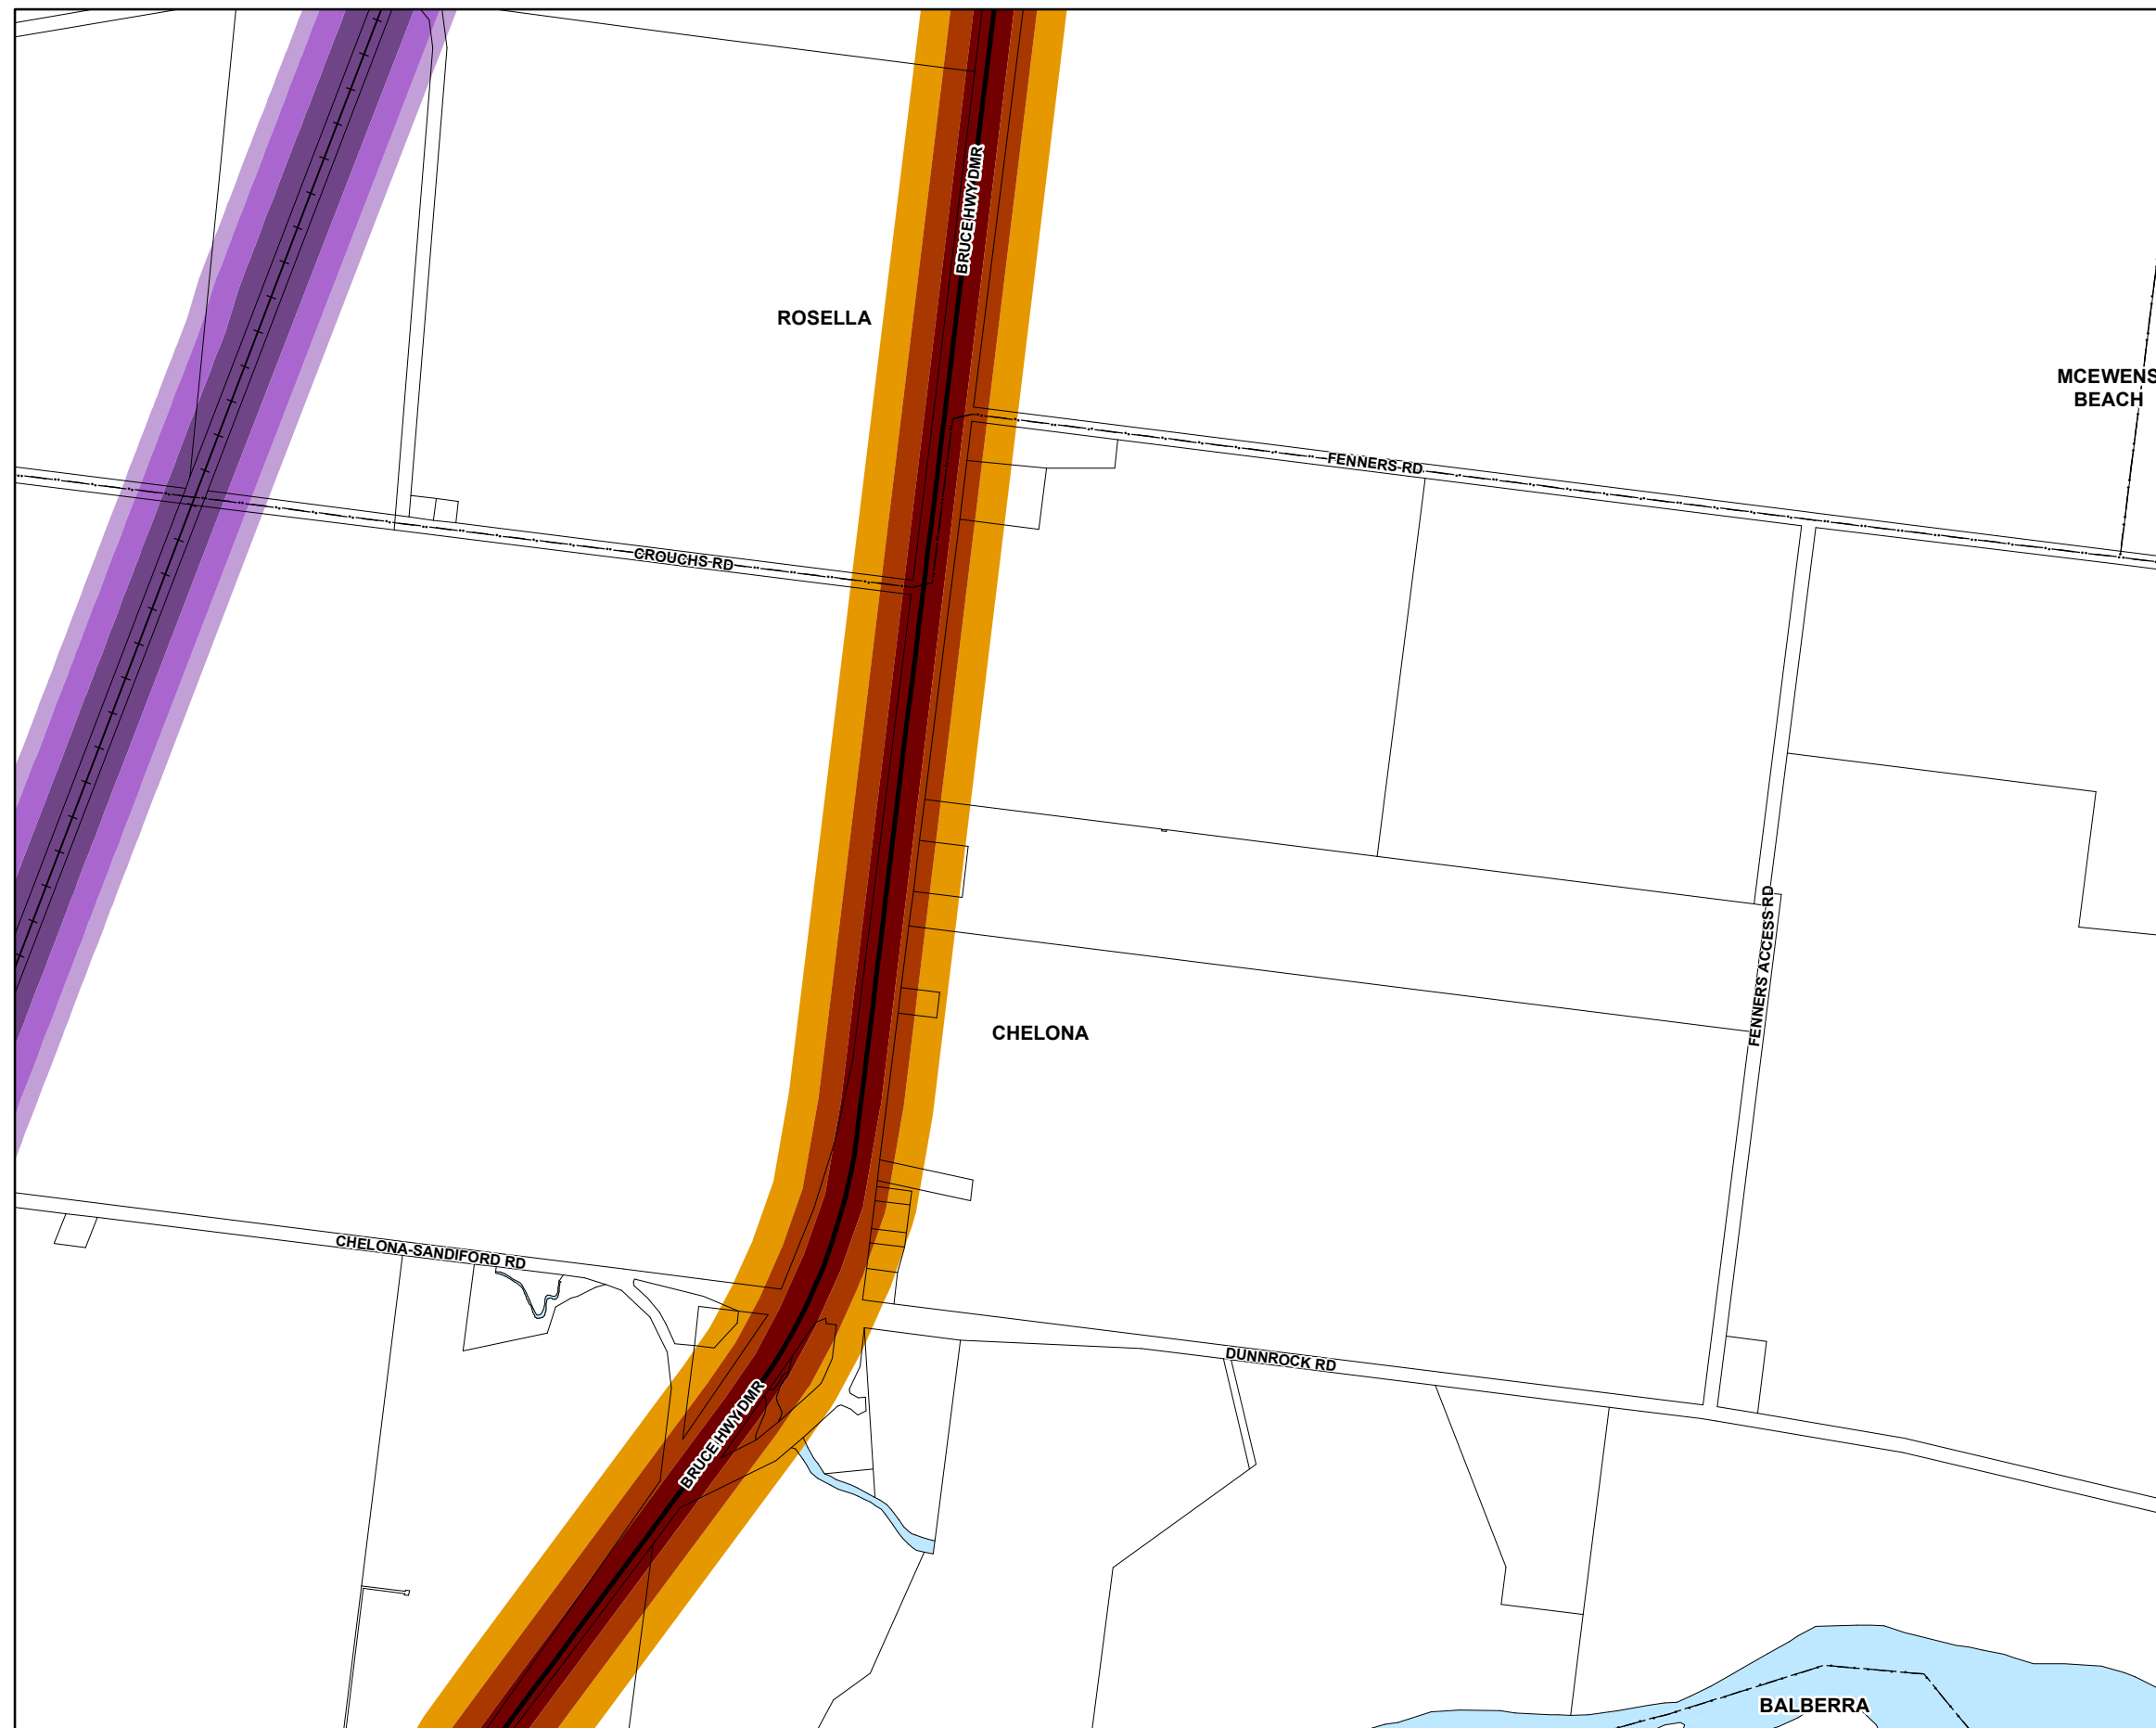 BRUCE HWY DMR
ROSELLA
MCEWENS
BEACH
FENNERS RD
CROUCHS RD
FENNERS ACCESS RD
CHELONA
CHELONA-SANDIFORD RD
DUNNROCK RD
BRUCE HWY DMR
BALBERRA